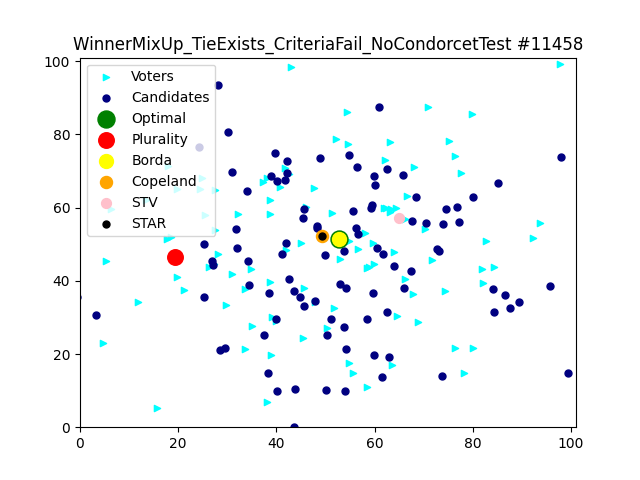 WinnerMixUp_TieExists_CriteriaFail_NoCondorcetTest #11458
Voters
Candidates
Optimal
Plurality
Borda
Copeland
STV
STAR
100
80
60
40
20
0
0 20 40 60 80 100